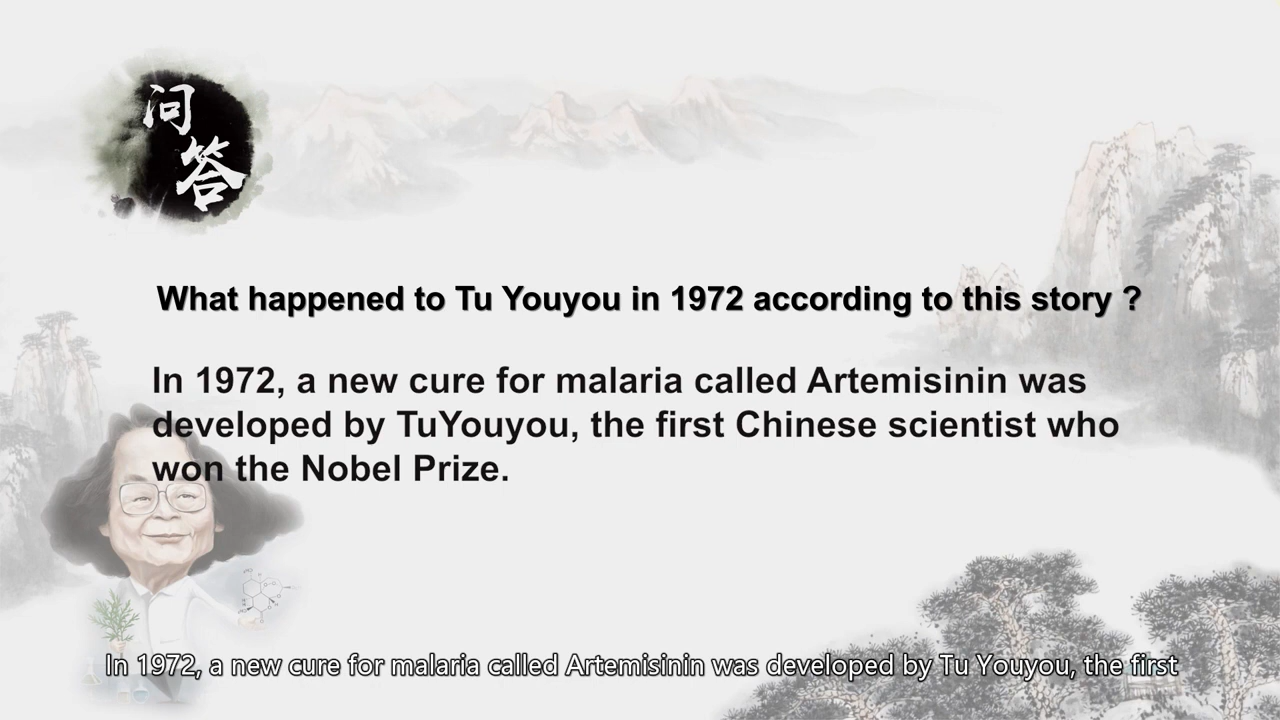 问
答
What happened to Tu Youyou in 1972 according to this story ?
In 1972, a new cure for malaria called Artemisinin was
developed by TuYouyou, the first Chinese scientist who
won the Nobel Prize.
In 1972, a new cure for malaria called Artemisinin was developed by Tu Youyou, the first